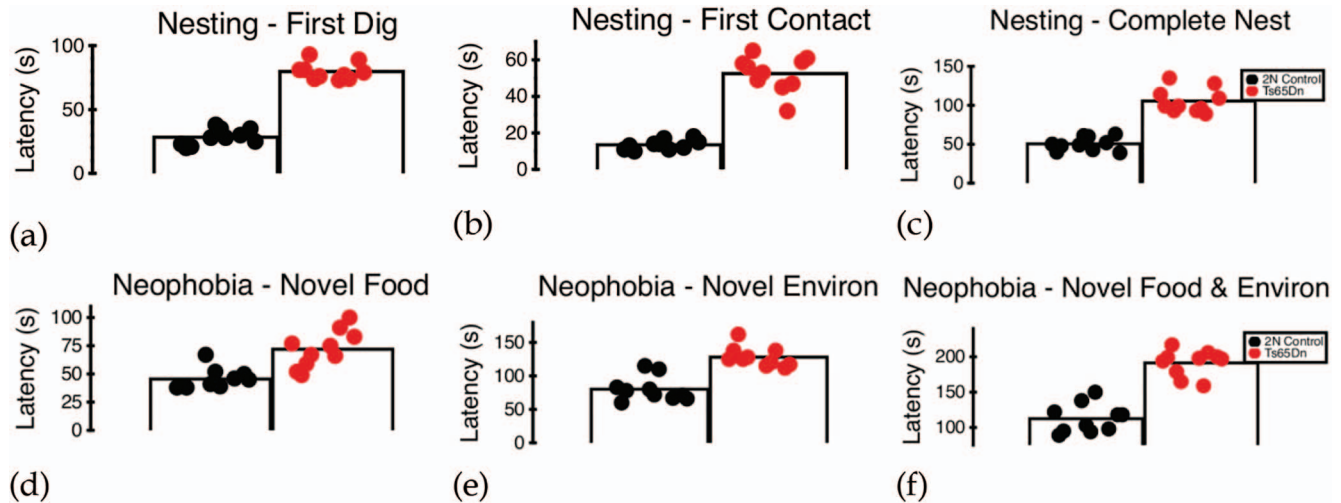 Nesting - First Dig
Latency (s)
100
50
0
(a)
Nesting - First Contact
Latency (s)
60
40
20
0
(b)
Nesting - Complete Nest
Latency (s)
150
100
50
0
2N Control
Ts65Dn
(c)
Neophobia - Novel Food
Latency (s)
100
75
50
25
0
(d)
Neophobia - Novel Environ
Latency (s)
150
100
50
0
(e)
Neophobia - Novel Food & Environ
Latency (s)
200
150
100
2N Control
Ts65Dn
(f)